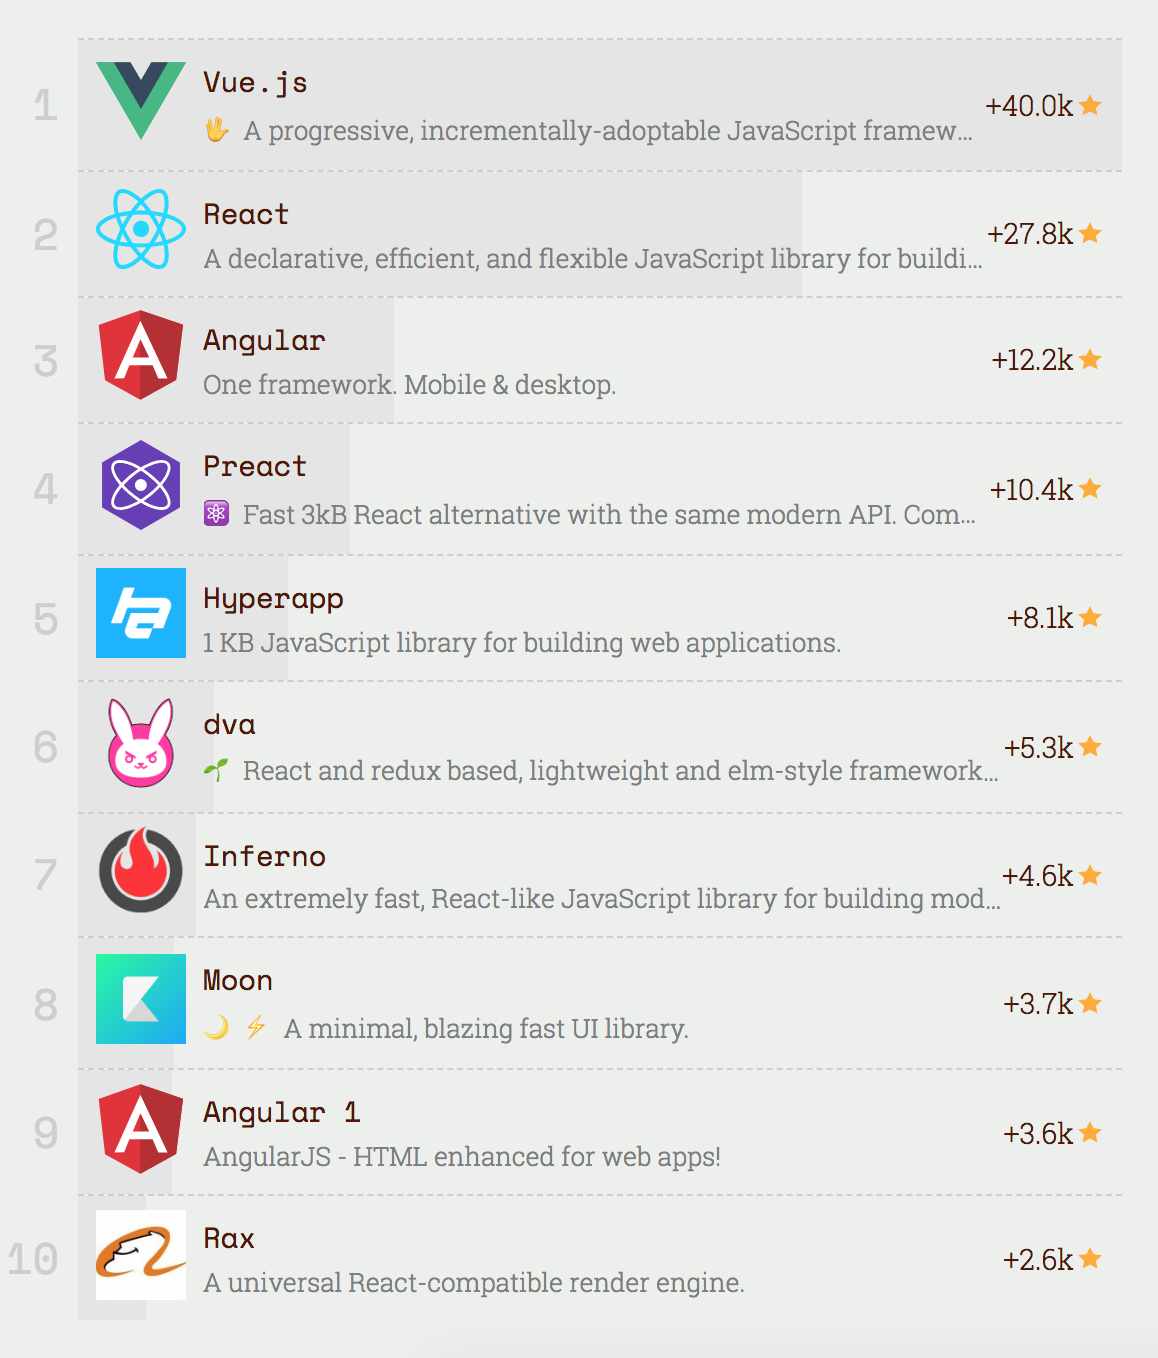 1
Vue.js
🖖 A progressive, incrementally-adoptable JavaScript framew...
+40.0k
2
React
A declarative, efficient, and flexible JavaScript library for buildi...
+27.8k
3
Angular
One framework. Mobile & desktop.
+12.2k
4
Preact
⚛️ Fast 3kB React alternative with the same modern API. Com...
+10.4k
5
Hyperapp
1 KB JavaScript library for building web applications.
+8.1k
6
dva
🌱 React and redux based, lightweight and elm-style framework...
+5.3k
7
Inferno
An extremely fast, React-like JavaScript library for building mod...
+4.6k
8
Moon
🌙 ⚡ A minimal, blazing fast UI library.
+3.7k
9
Angular 1
AngularJS - HTML enhanced for web apps!
+3.6k
10
Rax
A universal React-compatible render engine.
+2.6k